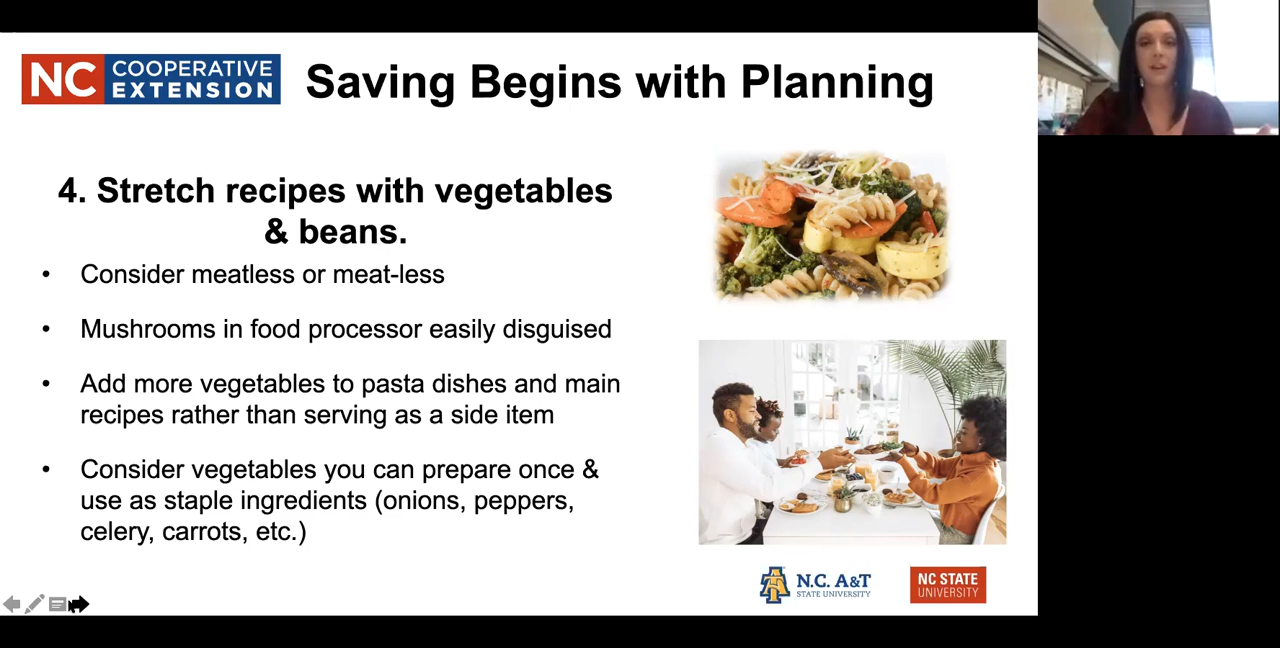 NC COOPERATIVE
EXTENSION
Saving Begins with Planning
4. Stretch recipes with vegetables
& beans.
• Consider meatless or meat-less
• Mushrooms in food processor easily disguised
• Add more vegetables to pasta dishes and main
recipes rather than serving as a side item
• Consider vegetables you can prepare once &
use as staple ingredients (onions, peppers,
celery, carrots, etc.)
N.C. A&T
STATE UNIVERSITY
NC STATE
UNIVERSITY